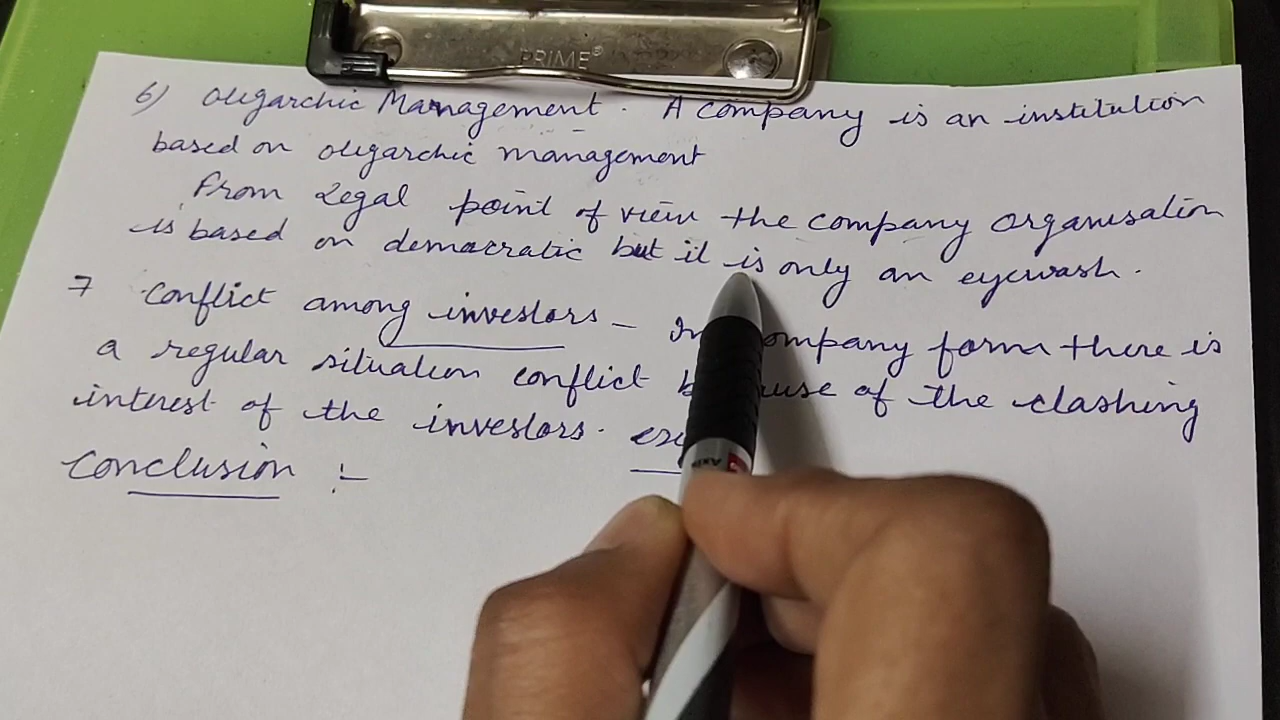 PRIME®
6) Oligarchic Management. A company is an institution
based on oligarchic management
From Legal point of view the company organisation
is based on democratic but it is only an eyewash.
7 Conflict among investors – In company form there is
a regular situation conflict because of the clashing
interest of the investors.
Conclusion :-